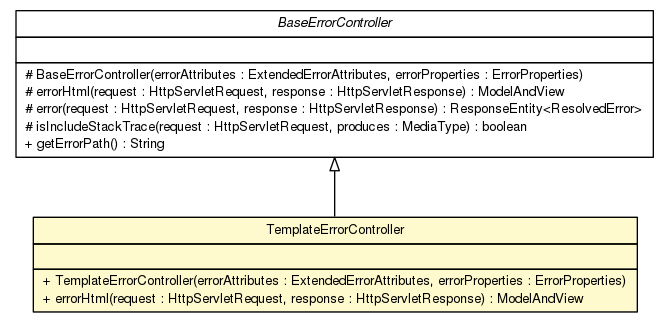 BaseErrorController
# BaseErrorController(errorAttributes : ExtendedErrorAttributes, errorProperties : ErrorProperties)
# errorHtml(request : HttpServletRequest, response : HttpServletResponse) : ModelAndView
# error(request : HttpServletRequest, response : HttpServletResponse) : ResponseEntity<ResolvedError>
# isIncludeStackTrace(request : HttpServletRequest, produces : MediaType) : boolean
+ getErrorPath() : String
TemplateErrorController
+ TemplateErrorController(errorAttributes : ExtendedErrorAttributes, errorProperties : ErrorProperties)
+ errorHtml(request : HttpServletRequest, response : HttpServletResponse) : ModelAndView